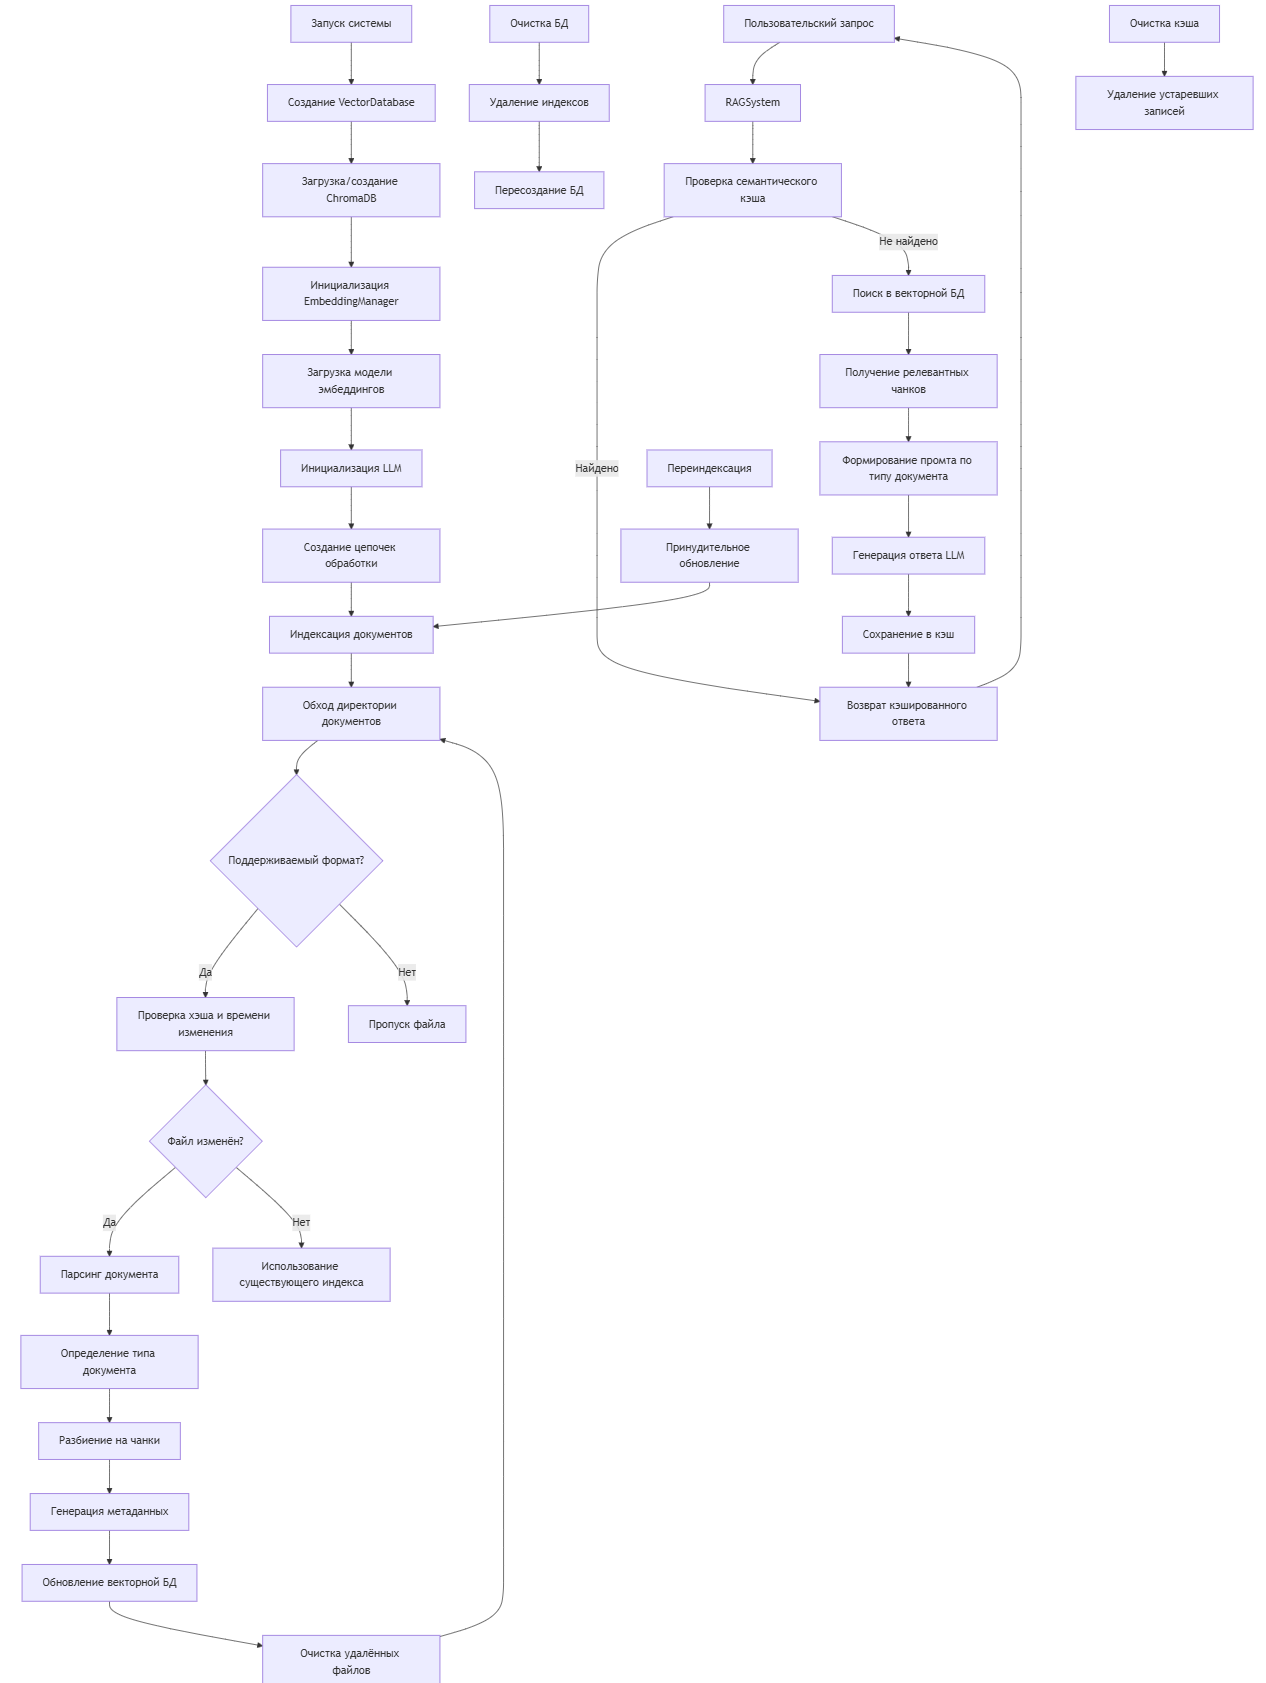 Запуск системы
Создание VectorDatabase
Загрузка/создание
ChromaDB
Инициализация
EmbeddingManager
Загрузка модели
эмбеддингов
Инициализация LLM
Создание цепочек
обработки
Индексация документов
Обход директории
документов
Поддерживаемый формат?
Да
Нет
Проверка хэша и времени
изменения
Пропуск файла
Файл изменён?
Да
Нет
Парсинг документа
Использование
существующего индекса
Определение типа
документа
Разбиение на чанки
Генерация метаданных
Обновление векторной БД
Очистка удалённых
файлов
Очистка БД
Удаление индексов
Пересоздание БД
Переиндексация
Принудительное
обновление
Пользовательский запрос
RAGSystem
Проверка семантического
кэша
Найдено
Не найдено
Поиск в векторной БД
Получение релевантных
чанков
Формирование промта по
типу документа
Генерация ответа LLM
Сохранение в кэш
Возврат кэшированного
ответа
Очистка кэша
Удаление устаревших
записей